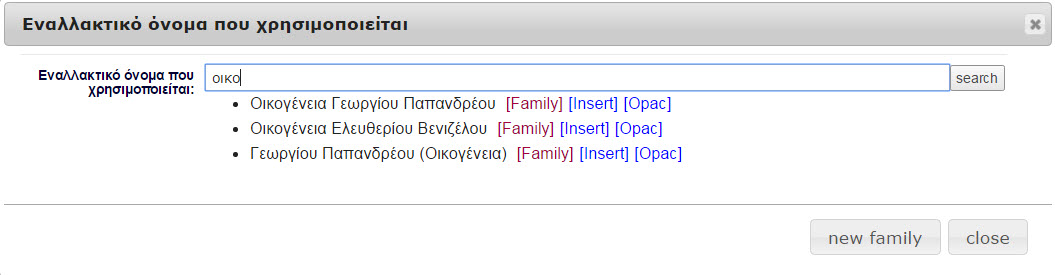 Εναλλακτικό όνομα που χρησιμοποιείται
Εναλλακτικό όνομα που
χρησιμοποιείται:
οικο
search
Οικογένεια Γεωργίου Παπανδρέου [Family] [Insert] [Opac]
Οικογένεια Ελευθερίου Βενιζέλου [Family] [Insert] [Opac]
Γεωργίου Παπανδρέου (Οικογένεια) [Family] [Insert] [Opac]
new family
close